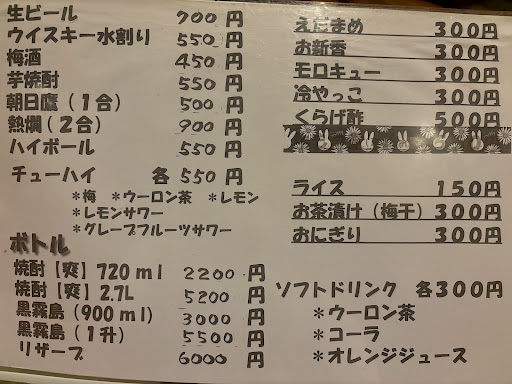 生ビール 700円
ウイスキー水割り 550円
梅酒 450円
芋焼酎 550円
朝日鷹(1合) 500円
熱燗(2合) 900円
ハイボール 550円
チューハイ 各550円
*梅 *ウーロン茶 *レモン
*レモンサワー
*グレープフルーツサワー
ボトル
焼酎【爽】720ml 2200円
焼酎【爽】2.7L 5200円
黒霧島(900ml) 3000円
黒霧島(1升) 5500円
リザーブ 6000円
えだまめ 300円
お新香 300円
モロキュー 300円
冷やっこ 300円
くらげ酢 500円
ライス 150円
お茶漬け(梅干) 300円
おにぎり 300円
ソフトドリンク 各300円
*ウーロン茶
*コーラ
*オレンジジュース